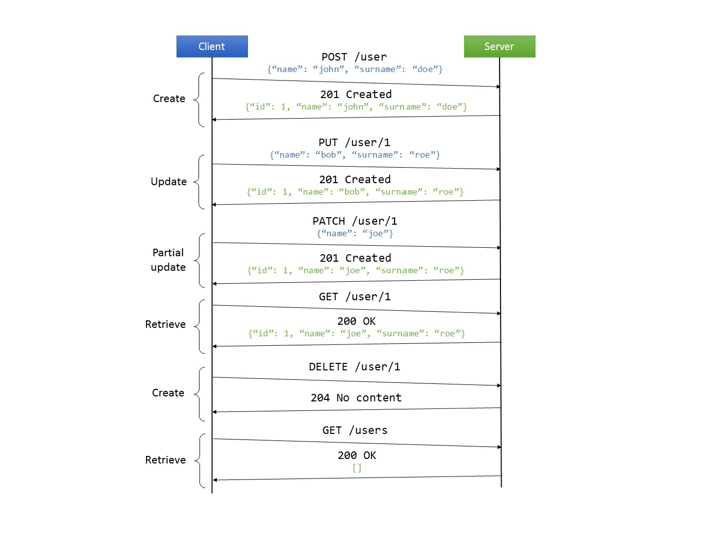 Client
Server
POST /user
{“name”: “john”, “surname”: “doe”}
Create
201 Created
{“id”: 1, “name”: “john”, “surname”: “doe”}
PUT /user/1
{“name”: “bob”, “surname”: “roe”}
Update
201 Created
{“id”: 1, “name”: “bob”, “surname”: “roe”}
PATCH /user/1
{“name”: “joe”}
Partial
update
201 Created
{“id”: 1, “name”: “joe”, “surname”: “roe”}
GET /user/1
Retrieve
200 OK
{“id”: 1, “name”: “joe”, “surname”: “roe”}
DELETE /user/1
Create
204 No content
GET /users
Retrieve
200 OK
[]